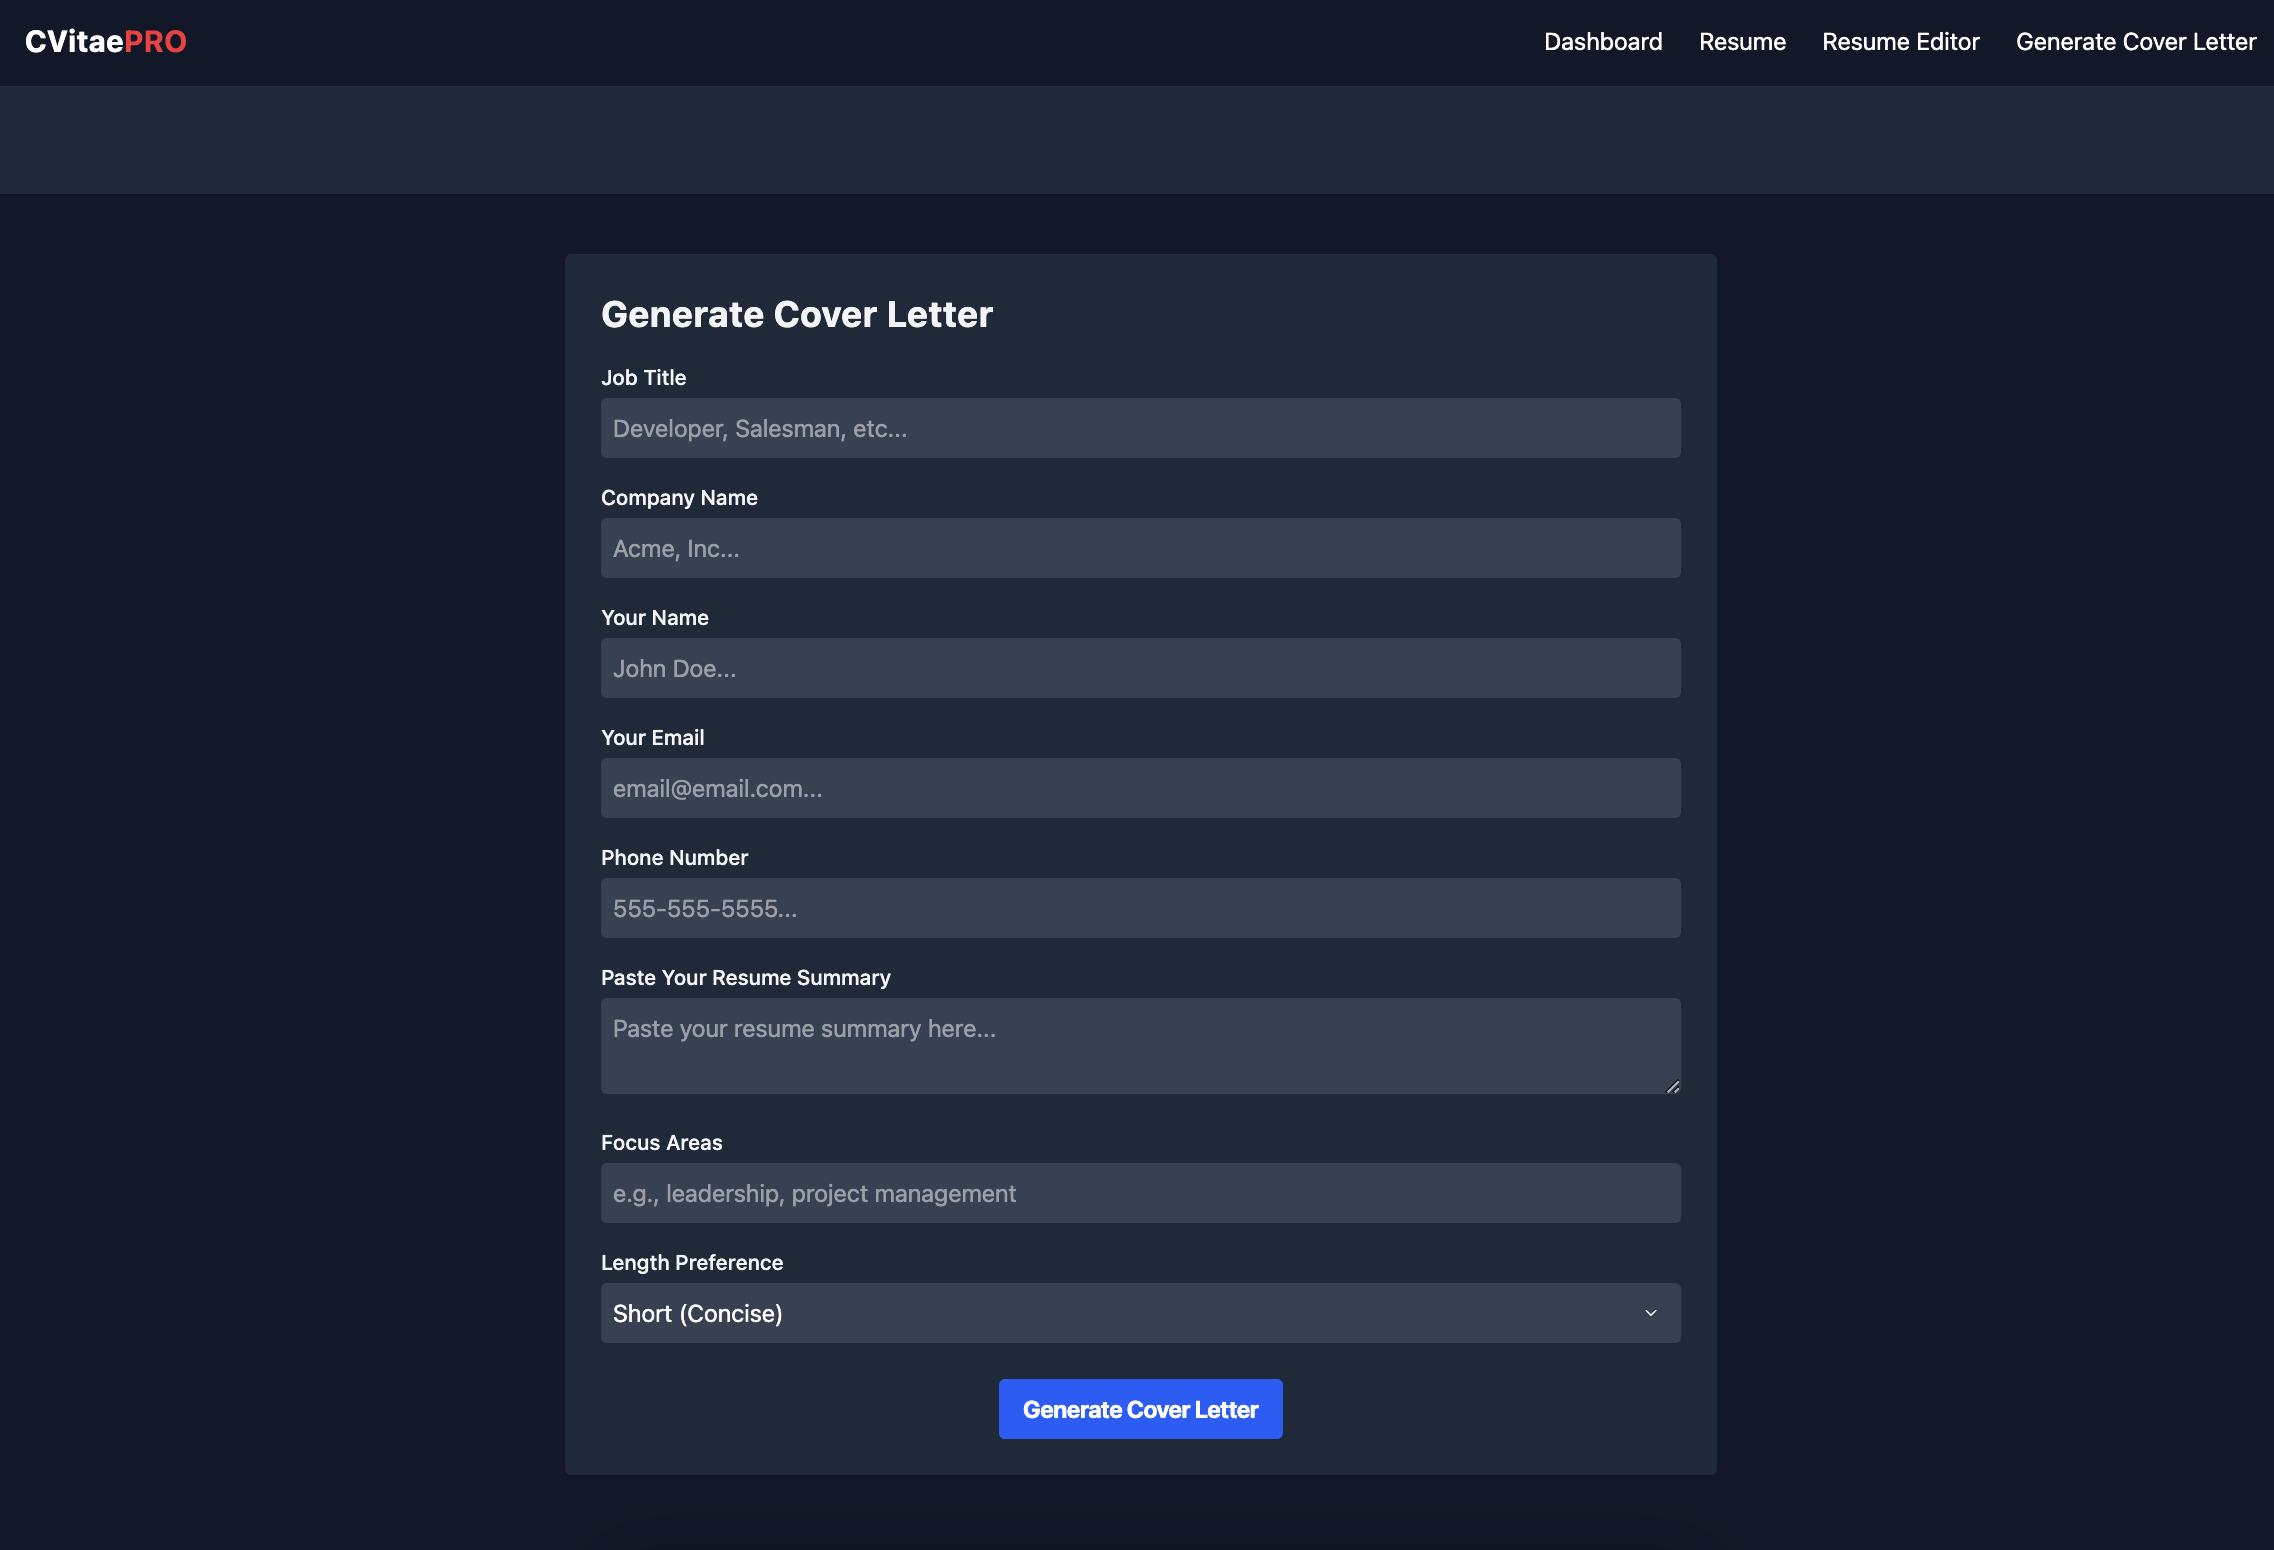 CVitaePRO
Dashboard Resume Resume Editor Generate Cover Letter
Generate Cover Letter
Job Title
Developer, Salesman, etc...
Company Name
Acme, Inc...
Your Name
John Doe...
Your Email
email@email.com...
Phone Number
555-555-5555...
Paste Your Resume Summary
Paste your resume summary here...
Focus Areas
e.g., leadership, project management
Length Preference
Short (Concise)
Generate Cover Letter